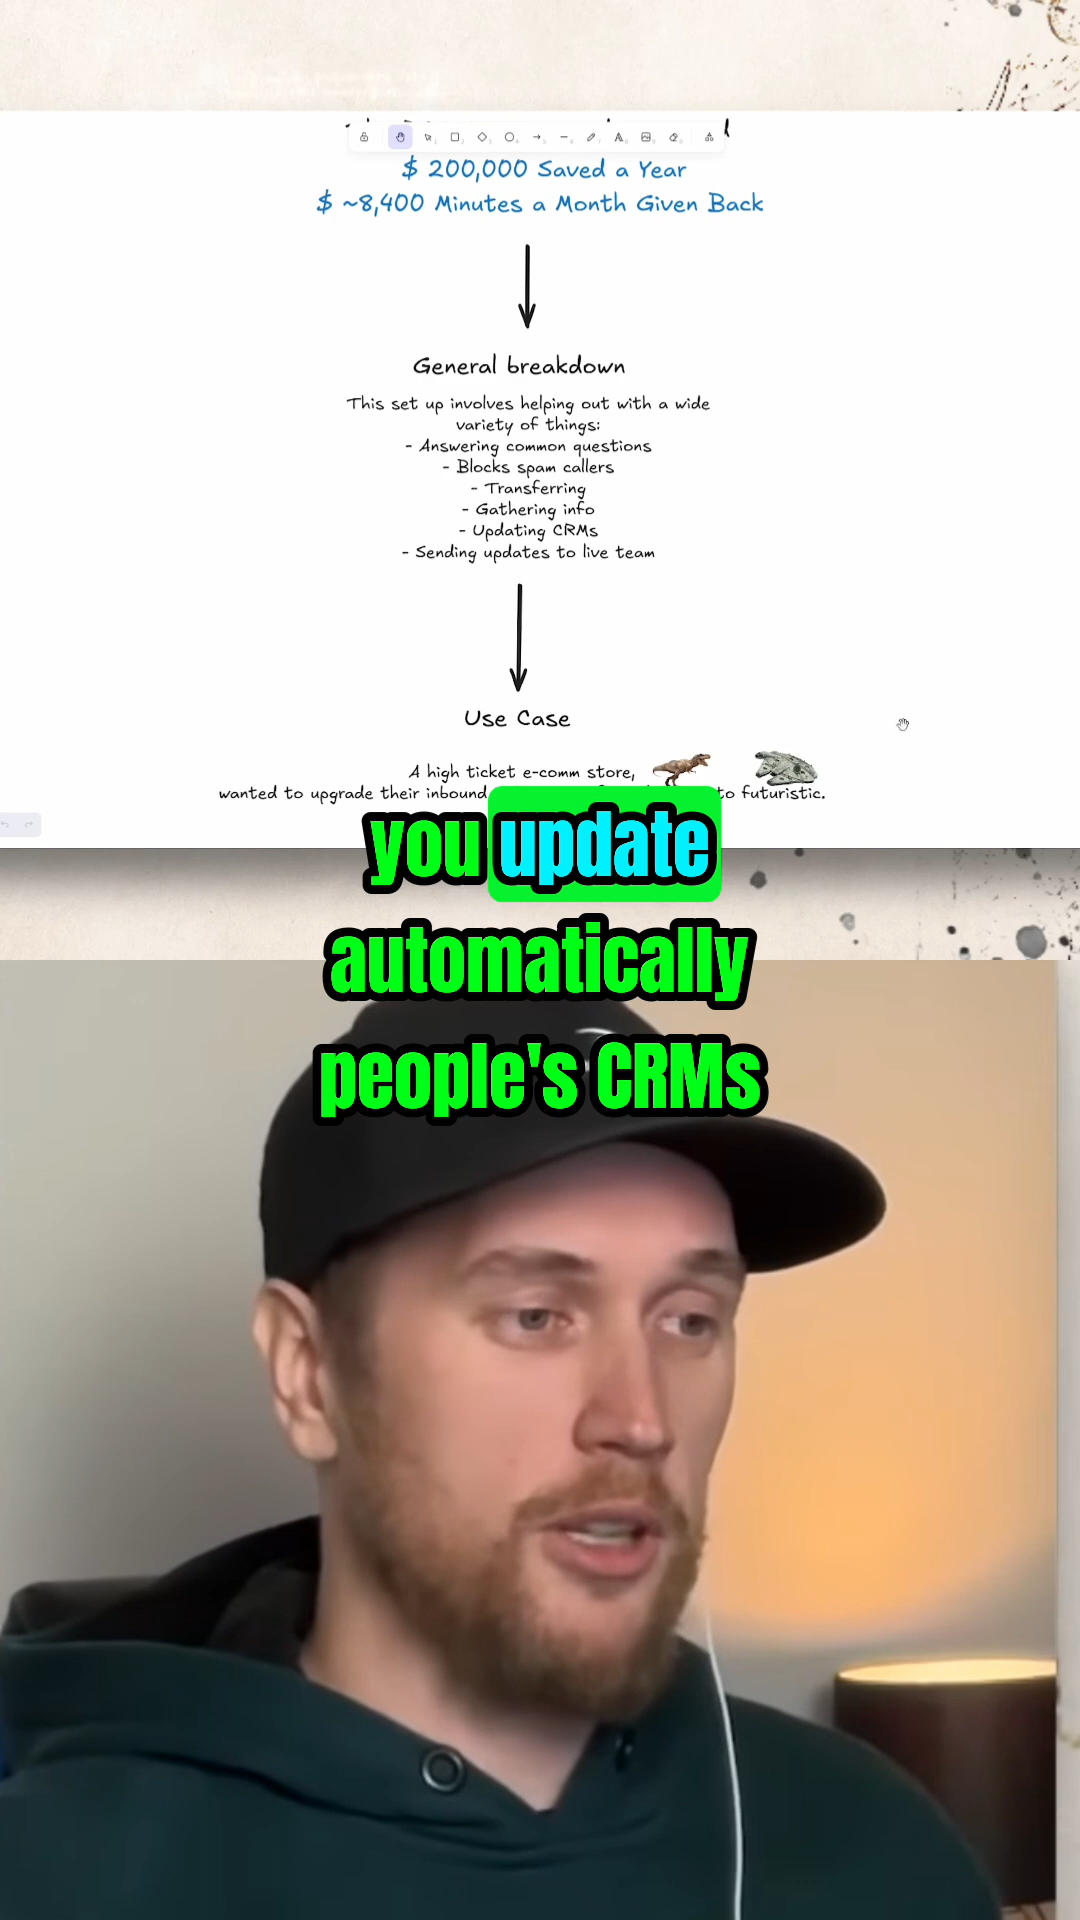 $ 200,000 Saved a Year
$ ~8,400 Minutes a Month Given Back
General breakdown
This set up involves helping out with a wide
variety of things:
- Answering common questions
- Blocks spam callers
- Transferring
- Gathering info
- Updating CRMs
- Sending updates to live team
Use Case
A high ticket e-comm store,
wanted to upgrade their inbound to futuristic.
you update
automatically
people's CRMs